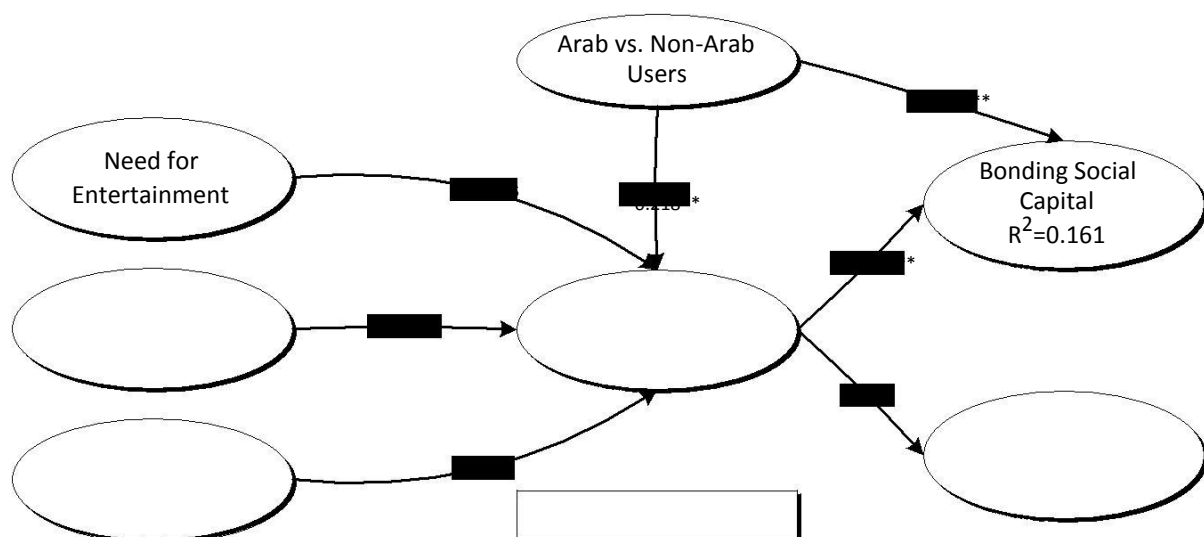 Arab vs. Non-Arab
Users
**
Need for
Entertainment
*
Bonding Social
Capital
R²=0.161
*